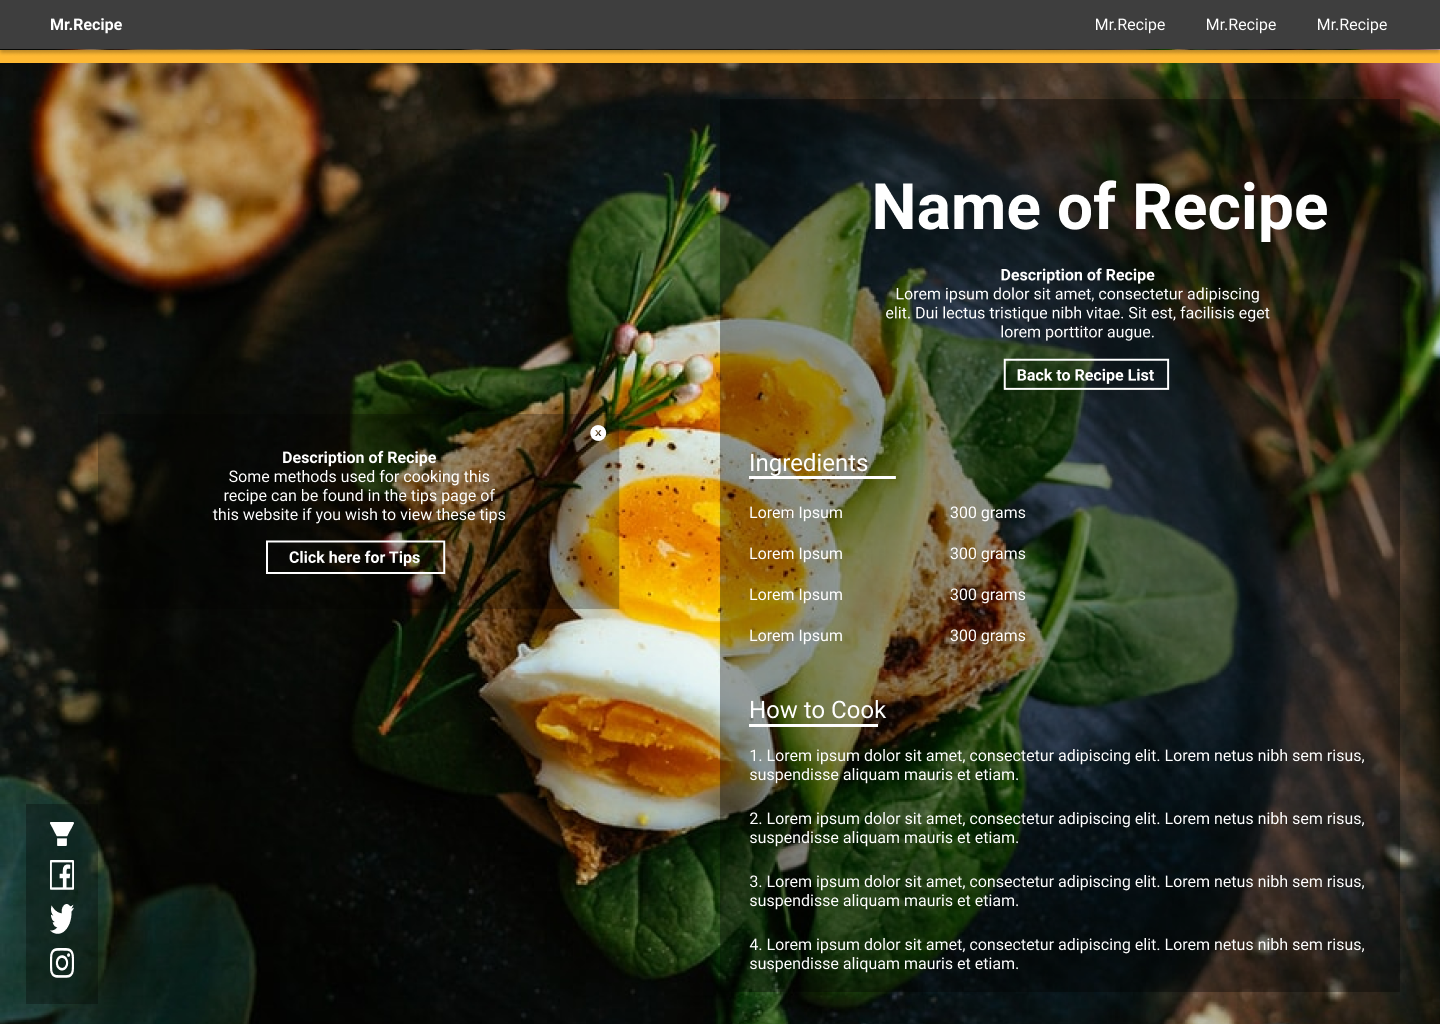 Mr.Recipe
Mr.Recipe Mr.Recipe Mr.Recipe
Name of Recipe
Description of Recipe
Lorem ipsum dolor sit amet, consectetur adipiscing
elit. Dui lectus tristique nibh vitae. Sit est, facilisis eget
lorem porttitor augue.
Back to Recipe List
x
Description of Recipe
Some methods used for cooking this
recipe can be found in the tips page of
this website if you wish to view these tips
Click here for Tips
Ingredients
Lorem Ipsum 300 grams
Lorem Ipsum 300 grams
Lorem Ipsum 300 grams
Lorem Ipsum 300 grams
How to Cook
1. Lorem ipsum dolor sit amet, consectetur adipiscing elit. Lorem netus nibh sem risus,
suspendisse aliquam mauris et etiam.
2. Lorem ipsum dolor sit amet, consectetur adipiscing elit. Lorem netus nibh sem risus,
suspendisse aliquam mauris et etiam.
3. Lorem ipsum dolor sit amet, consectetur adipiscing elit. Lorem netus nibh sem risus,
suspendisse aliquam mauris et etiam.
4. Lorem ipsum dolor sit amet, consectetur adipiscing elit. Lorem netus nibh sem risus,
suspendisse aliquam mauris et etiam.